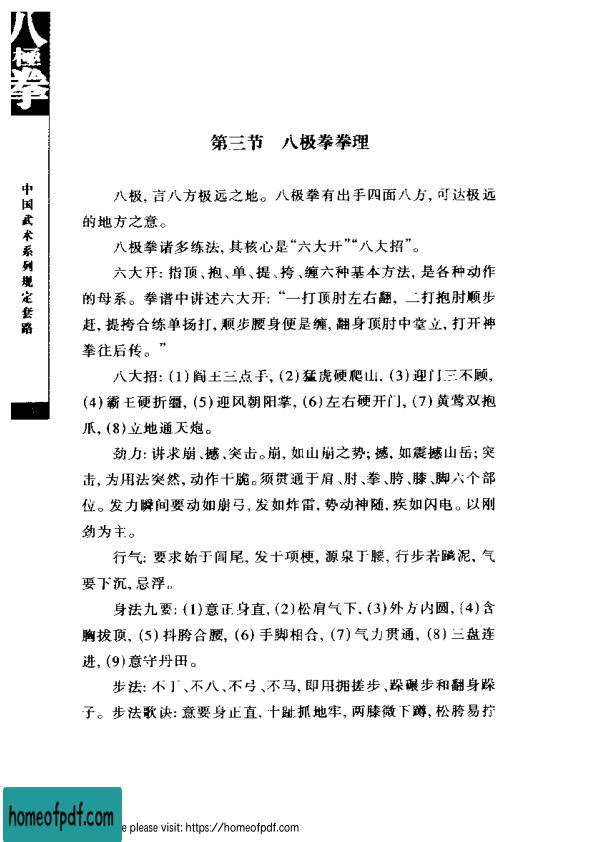 八極拳
中国武术系列规定套路
第三节 八极拳拳理
八极,言八方极远之地。八极拳有出手四面八方,可达极远
的地方之意。
八极拳诸多练法,其核心是“六大开”“八大招”。
六大开:指顶、抱、单、提、挎、缠六种基本方法,是各种动作
的母系。拳谱中讲述六大开:“一打顶肘左右翻,二打抱肘顺步
赶,提挎合练单扬打,顺步腰身便是缠,翻身顶肘中堂立,打开神
拳往后传。”
八大招:(1)阎王三点手,(2)猛虎硬爬山,(3)迎门三不顾,
(4)霸王硬折缰,(5)迎风朝阳掌,(6)左右硬开门,(7)黄莺双抱
爪,(8)立地通天炮。
劲力:讲求崩、撼、突击。崩,如山崩之势;撼,如震撼山岳;突
击,为用法突然,动作干脆。须贯通于肩、肘、拳、胯、膝、脚六个部
位。发力瞬间要动如崩弓,发如炸雷,势动神随,疾如闪电。以刚
劲为主。
行气:要求始于闾尾,发于项梗,源泉于腰,行步若蹚泥,气
要下沉,忌浮。
身法九要:(1)意正身直,(2)松肩气下,(3)外方内圆,(4)含
胸拔顶,(5)抖胯合腰,(6)手脚相合,(7)气力贯通,(8)三盘连
进,(9)意守丹田。
步法:不丁、不八、不弓、不马,即用拥搓步、跺碾步和翻身跺
子。步法歌诀:意要身正直,十趾抓地牢,两膝微下蹲,松胯易拧
homeofpdf.com
e please visit: https://homeofpdf.com